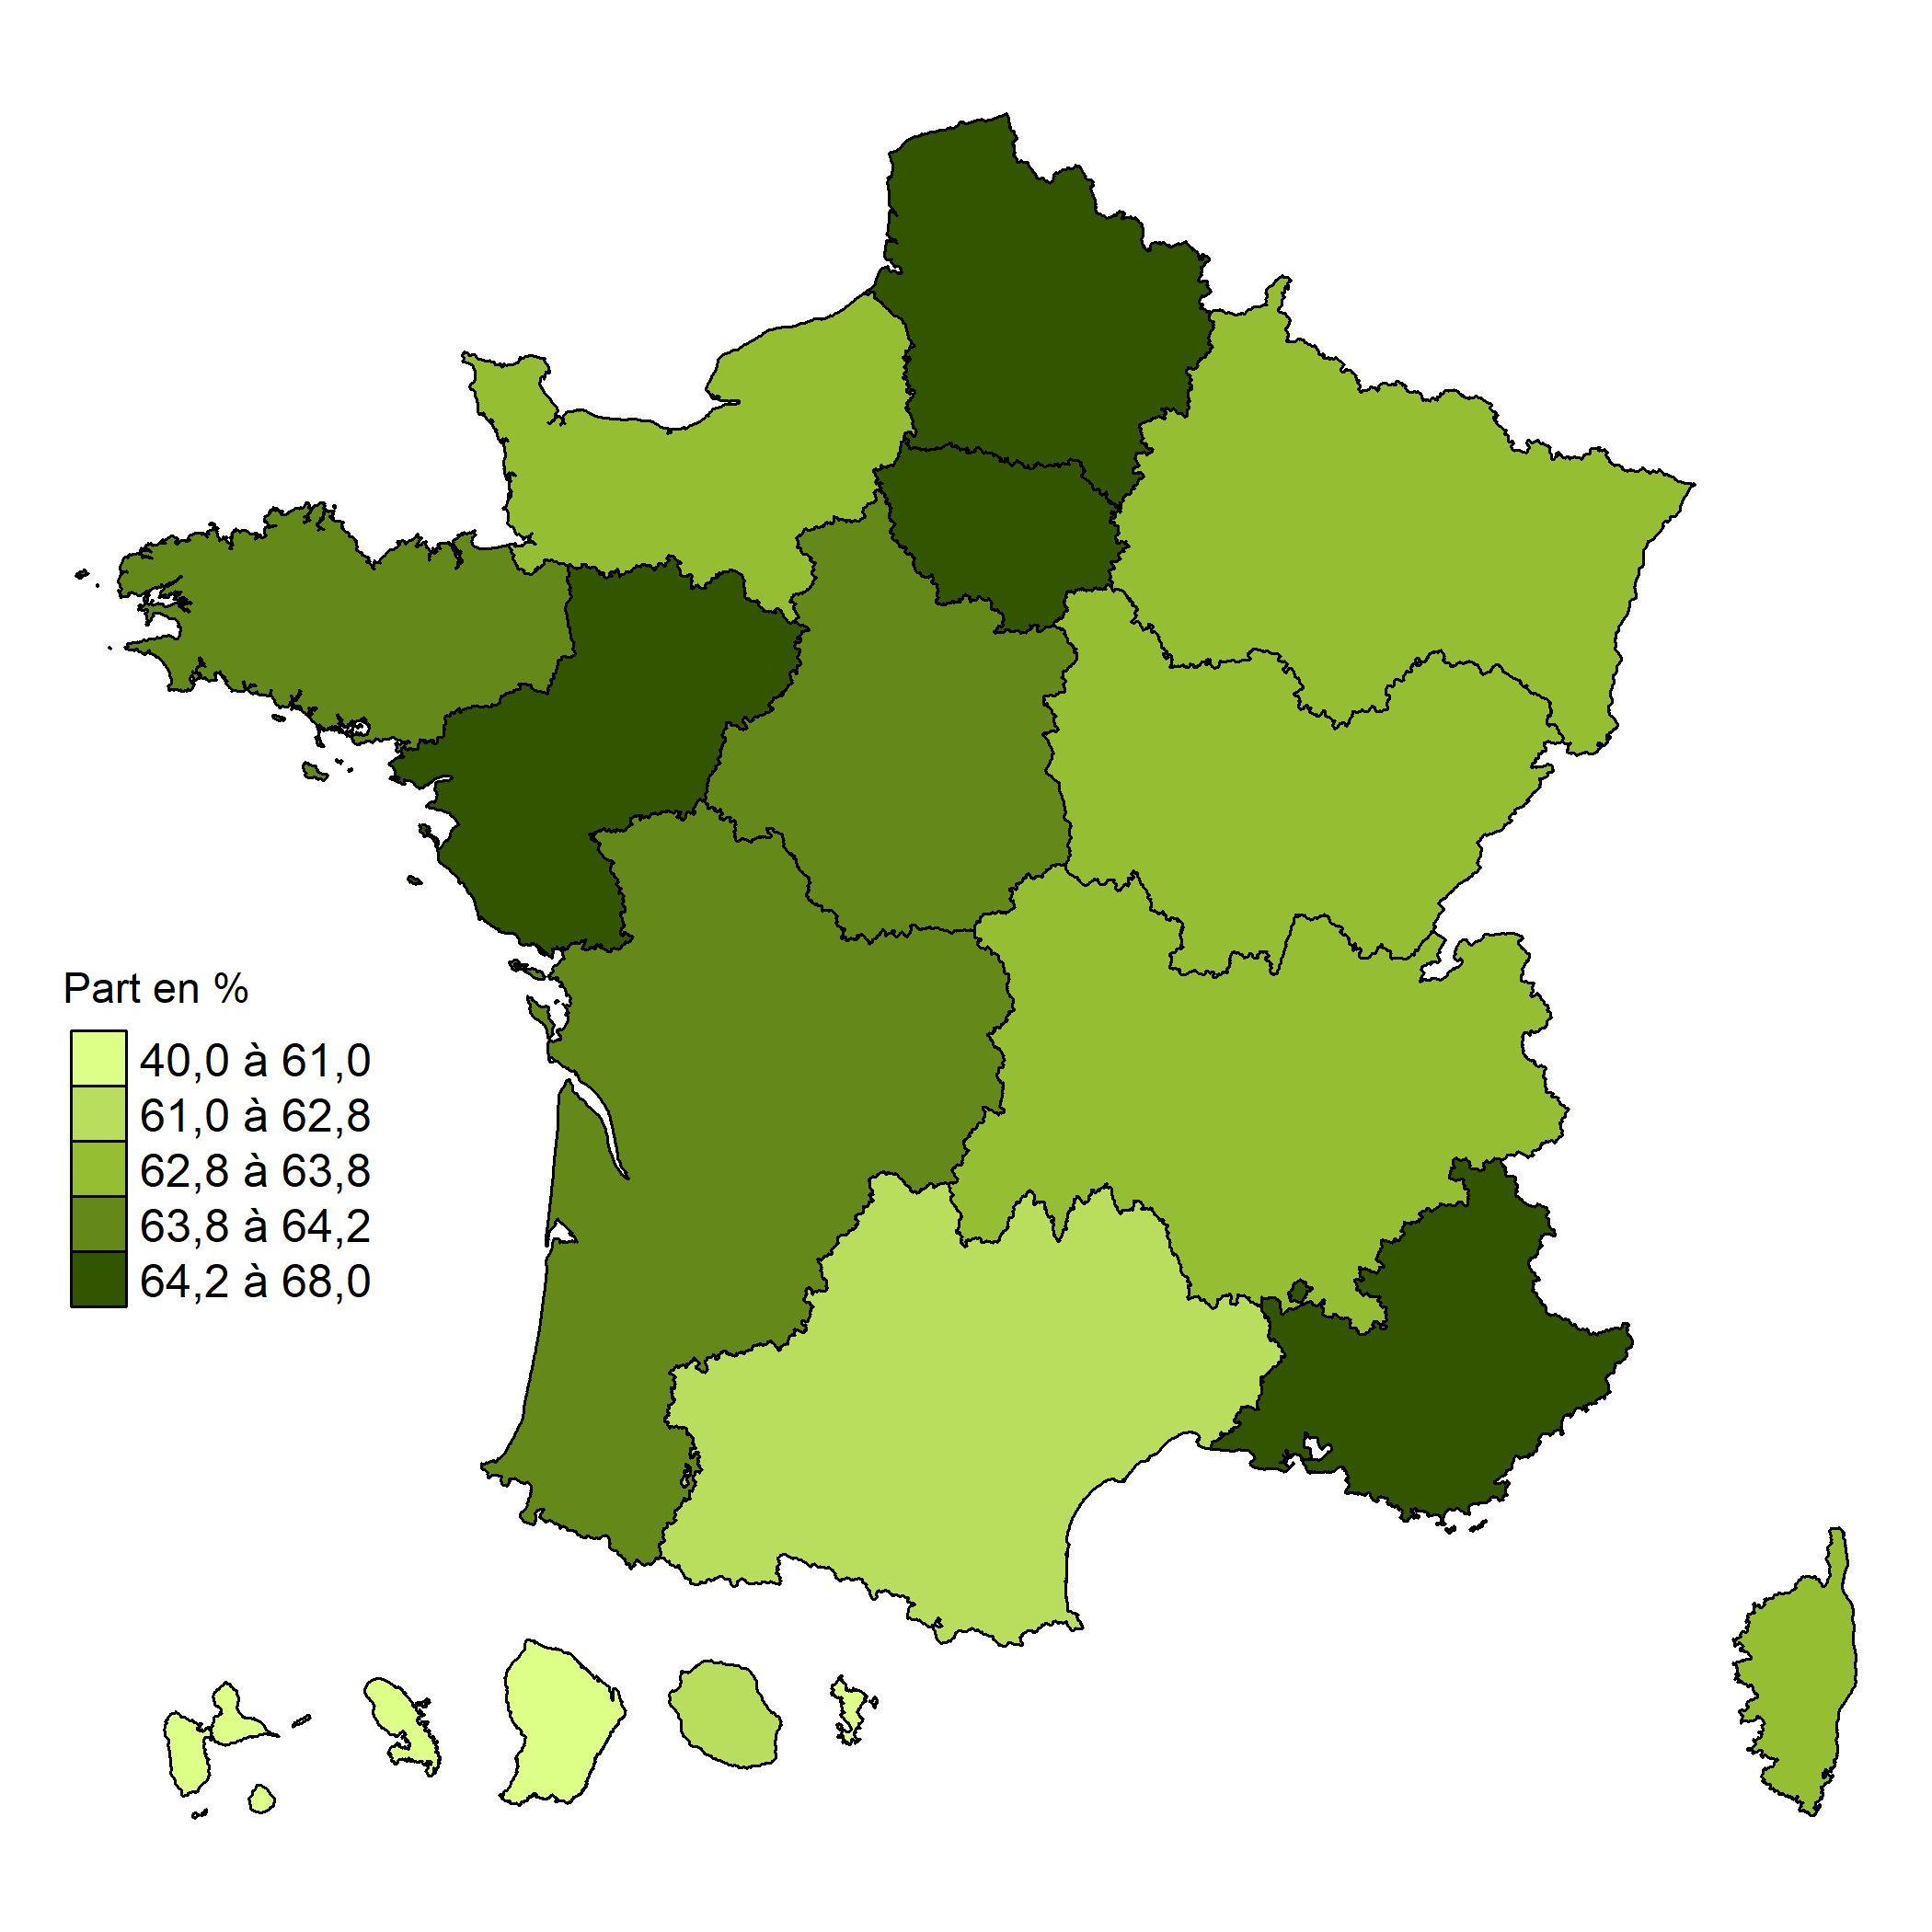 Part en %
40,0 à 61,0
61,0 à 62,8
62,8 à 63,8
63,8 à 64,2
64,2 à 68,0